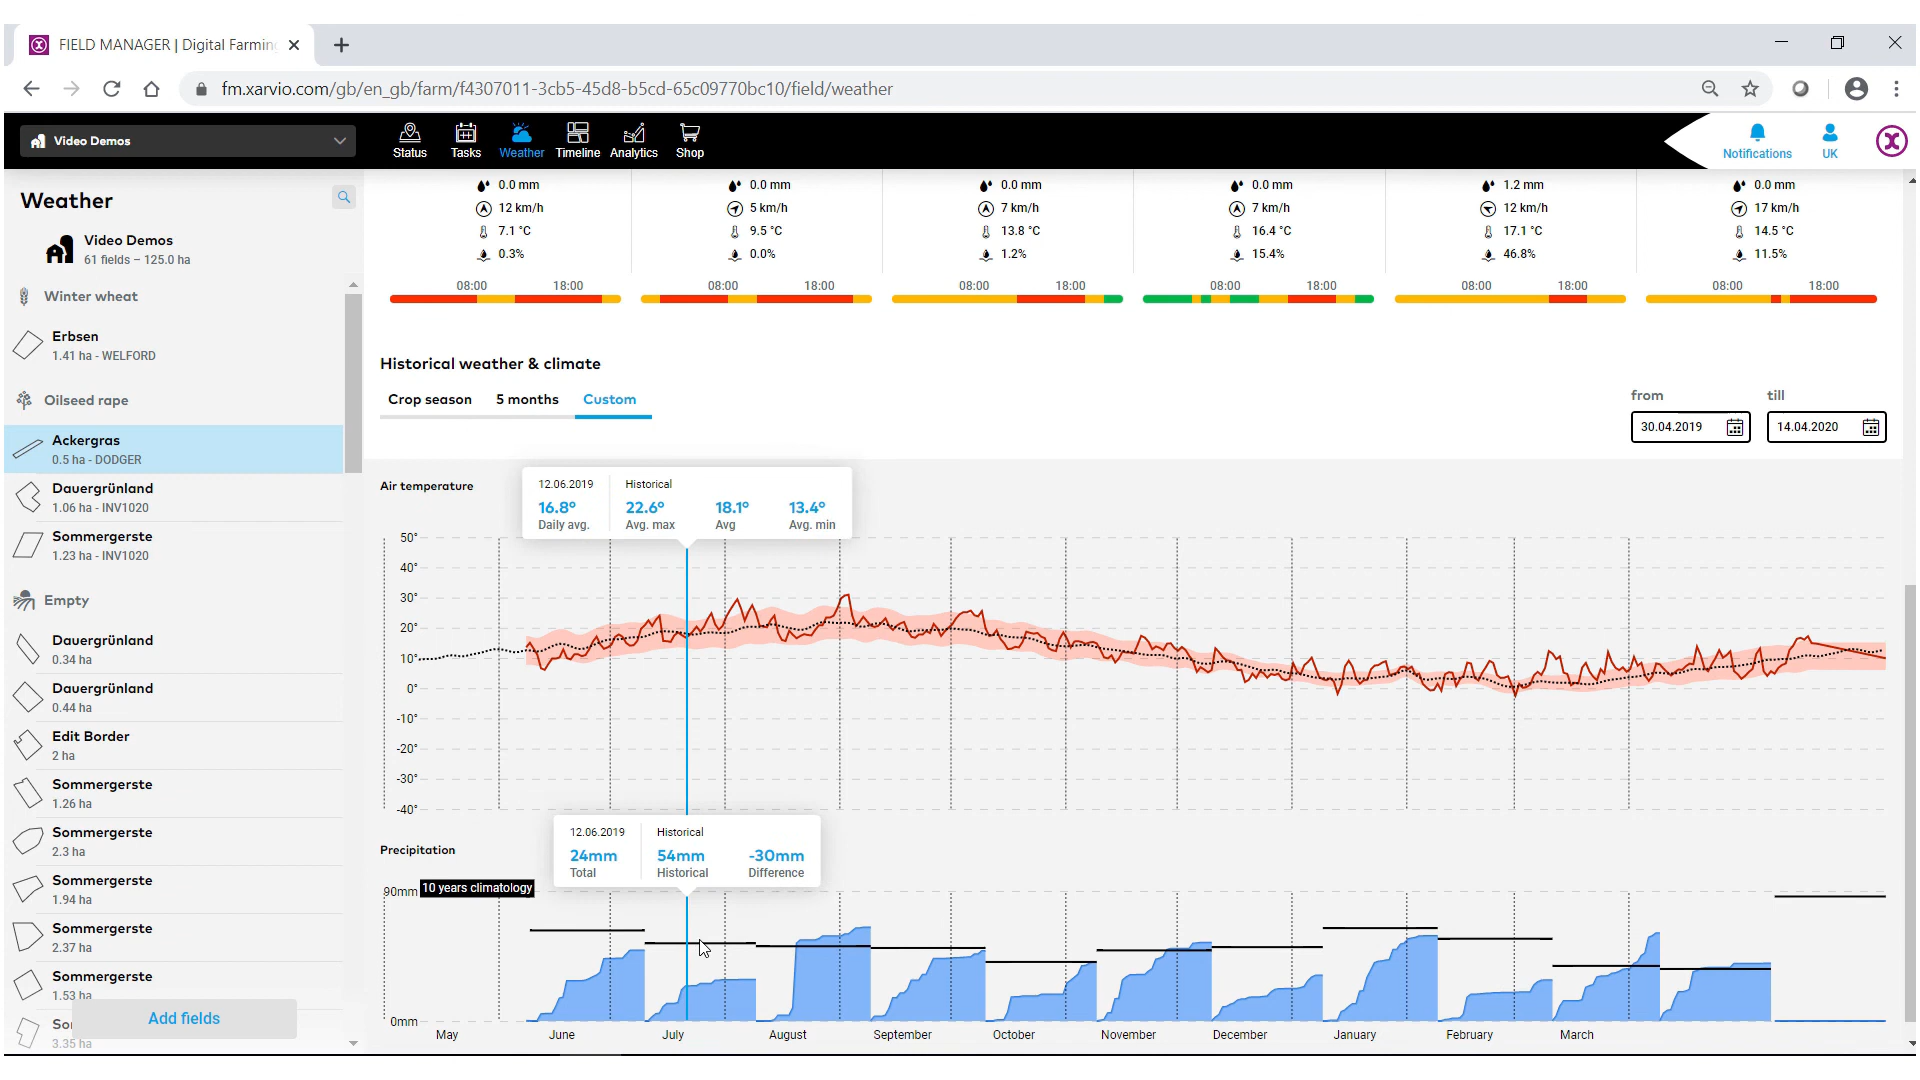 FIELD MANAGER | Digital Farming
fm.xarvio.com/gb/en_gb/farm/f4307011-3cb5-45d8-b5cd-65c09770bc10/field/weather
Video Demos
Status
Tasks
Weather
Timeline
Analytics
Shop
Notifications
UK
Weather
Video Demos
61 fields – 125.0 ha
Winter wheat
Erbsen
1.41 ha - WELFORD
Oilseed rape
Ackergras
0.5 ha - DODGER
Dauergrünland
1.06 ha - INV1020
Sommergerste
1.23 ha - INV1020
Empty
Dauergrünland
0.34 ha
Dauergrünland
0.44 ha
Edit Border
2 ha
Sommergerste
1.26 ha
Sommergerste
2.3 ha
Sommergerste
1.94 ha
Sommergerste
2.37 ha
Sommergerste
1.53 ha
So
3.35 ha
Add fields
0.0 mm 0.0 mm 0.0 mm 0.0 mm 1.2 mm 0.0 mm
12 km/h 5 km/h 7 km/h 7 km/h 12 km/h 17 km/h
7.1 °C 9.5 °C 13.8 °C 16.4 °C 17.1 °C 14.5 °C
0.3% 0.0% 1.2% 15.4% 46.8% 11.5%
08:00 18:00 08:00 18:00 08:00 18:00 08:00 18:00 08:00 18:00 08:00 18:00
Historical weather & climate
Crop season 5 months Custom
from till
30.04.2019 14.04.2020
Air temperature
12.06.2019 Historical
16.8° 22.6° 18.1° 13.4°
Daily avg. Avg. max Avg Avg. min
50°
40°
30°
20°
10°
0°
-10°
-20°
-30°
-40°
Precipitation
12.06.2019 Historical
24mm 54mm -30mm
Total Historical Difference
90mm 10 years climatology
0mm
May June July August September October November December January February March